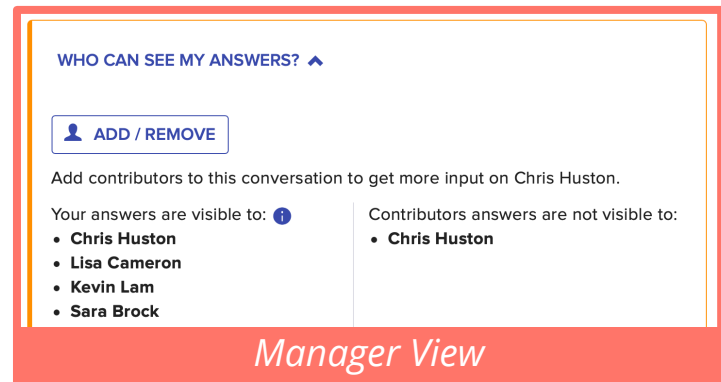 WHO CAN SEE MY ANSWERS?
ADD / REMOVE
Add contributors to this conversation to get more input on Chris Huston.
Your answers are visible to:
• Chris Huston
• Lisa Cameron
• Kevin Lam
• Sara Brock
Contributors answers are not visible to:
• Chris Huston
Manager View